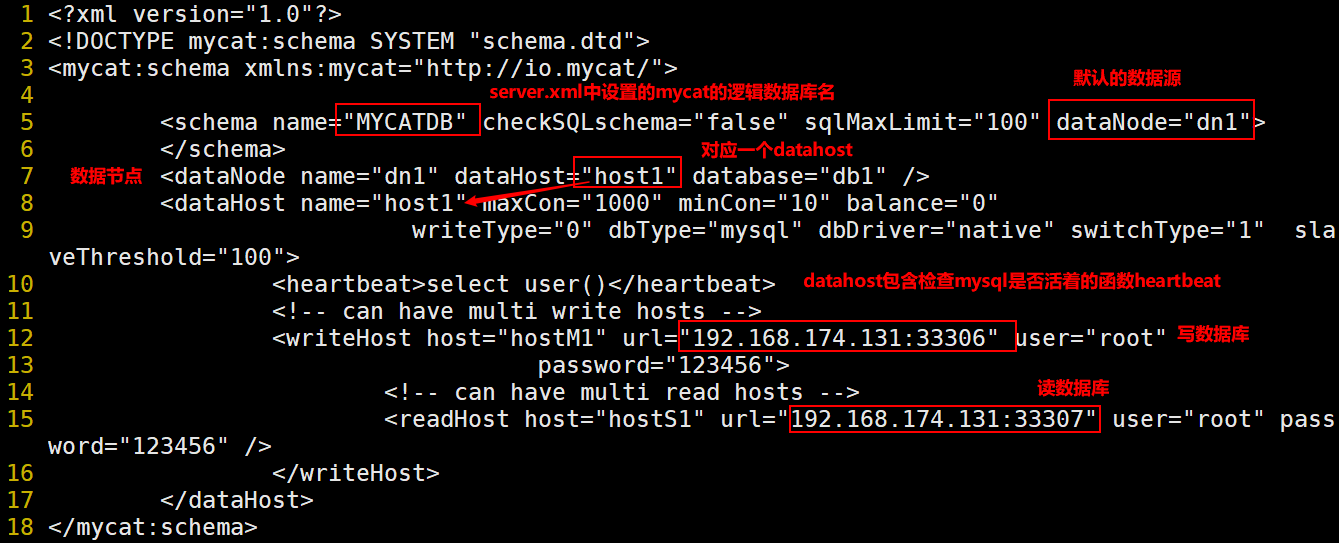 1 <?xml version="1.0"?>
2 <!DOCTYPE mycat:schema SYSTEM "schema.dtd">
3 <mycat:schema xmlns:mycat="http://io.mycat/">
默认的数据源
4 server.xml中设置的mycat的逻辑数据库名
5 <schema name="MYCATDB" checkSQLschema="false" sqlMaxLimit="100" dataNode="dn1">
6 </schema> 对应一个datahost
7 数据节点 <dataNode name="dn1" dataHost="host1" database="db1" />
8 <dataHost name="host1" maxCon="1000" minCon="10" balance="0"
9 writeType="0" dbType="mysql" dbDriver="native" switchType="1" sla
veThreshold="100">
10 <heartbeat>select user()</heartbeat> datahost包含检查mysql是否活着的函数heartbeat
11 <!-- can have multi write hosts -->
12 <writeHost host="hostM1" url="192.168.174.131:33306" user="root" 写数据库
13 password="123456">
14 <!-- can have multi read hosts --> 读数据库
15 <readHost host="hostS1" url="192.168.174.131:33307" user="root" pass
word="123456" />
16 </writeHost>
17 </dataHost>
18 </mycat:schema>